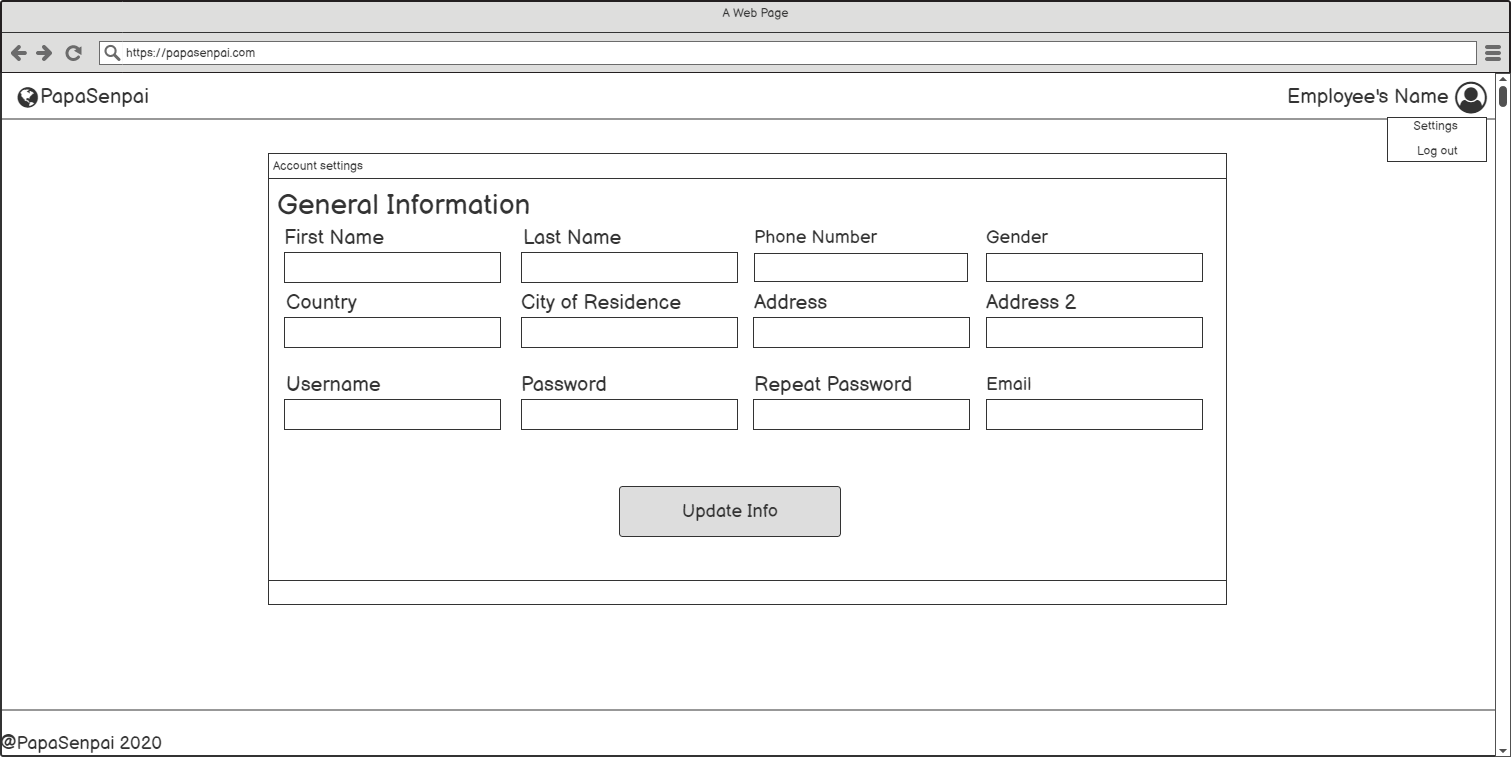 A Web Page
https://papasenpai.com
PapaSenpai
Employee's Name
Settings
Log out
Account settings
General Information
First Name Last Name Phone Number Gender
Country City of Residence Address Address 2
Username Password Repeat Password Email
Update Info
@PapaSenpai 2020